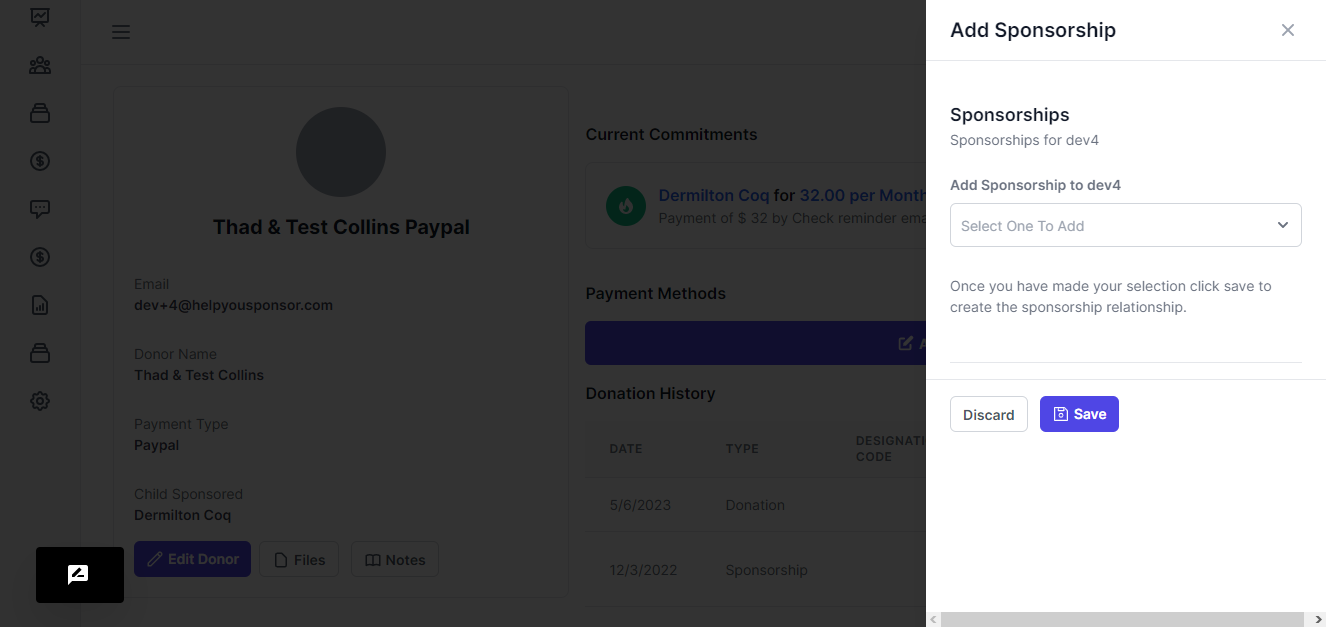 Thad & Test Collins Paypal
Email
dev+4@helpyousponsor.com
Donor Name
Thad & Test Collins
Payment Type
Paypal
Child Sponsored
Dermilton Coq
Edit Donor
Files
Notes
Current Commitments
Dermilton Coq for 32.00 per Month
Payment of $ 32 by Check reminder ema
Payment Methods
A
Donation History
DATE TYPE DESIGNATI
CODE
5/6/2023 Donation
12/3/2022 Sponsorship
Add Sponsorship
Sponsorships
Sponsorships for dev4
Add Sponsorship to dev4
Select One To Add
Once you have made your selection click save to
create the sponsorship relationship.
Discard
Save